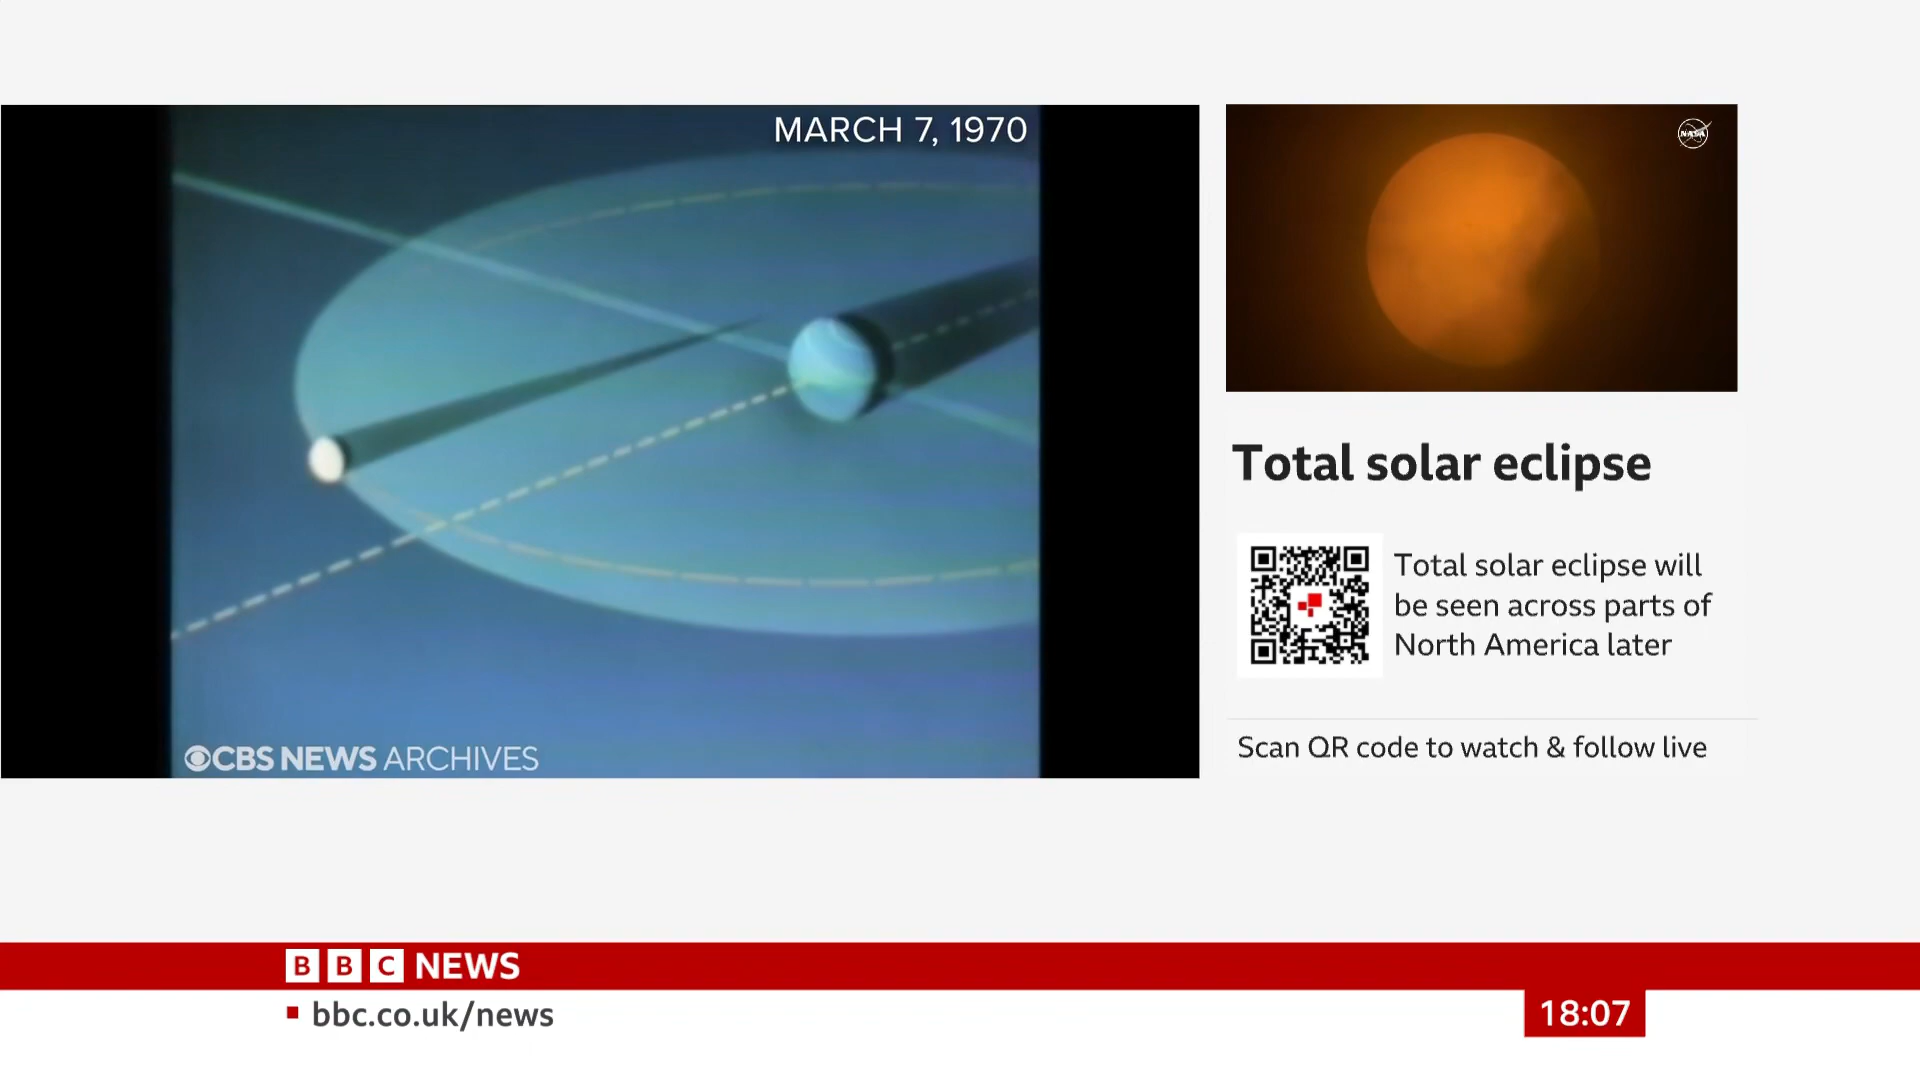 MARCH 7, 1970
CBS NEWS ARCHIVES
NASA
Total solar eclipse
Total solar eclipse will
be seen across parts of
North America later
Scan QR code to watch & follow live
BBC NEWS
bbc.co.uk/news
18:07